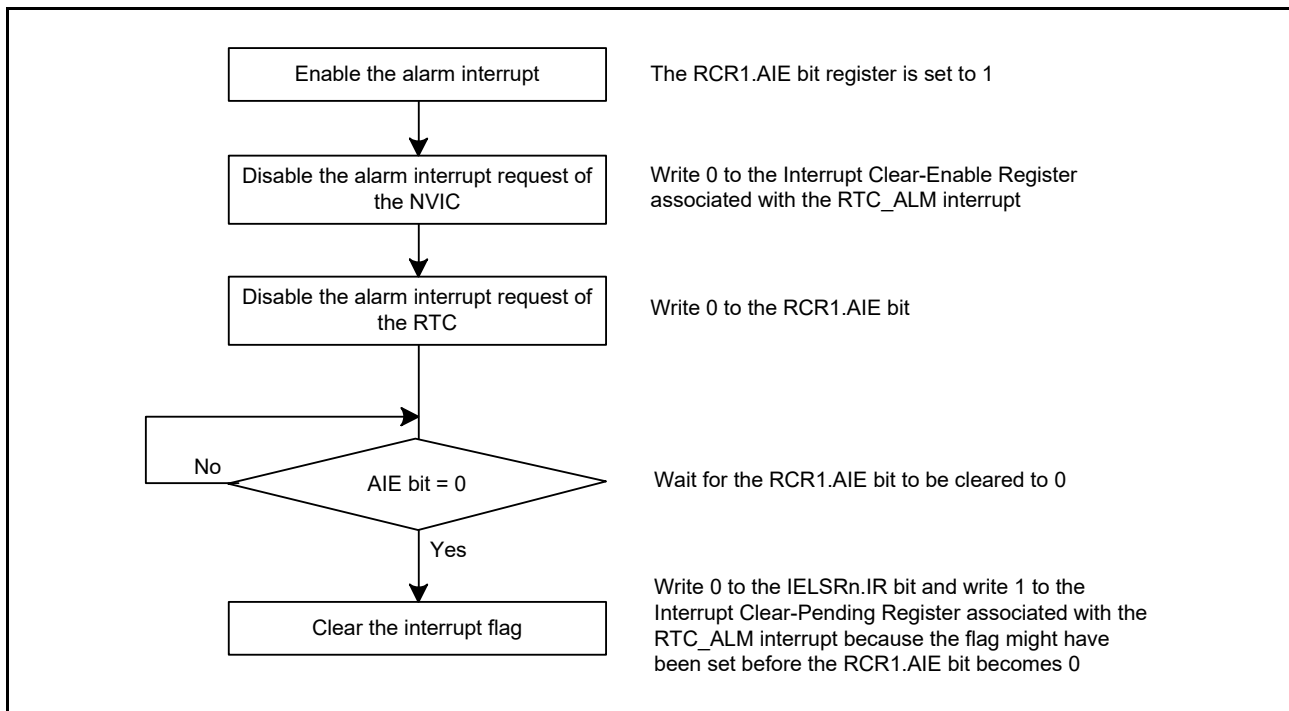 Enable the alarm interrupt
The RCR1.AIE bit register is set to 1
Disable the alarm interrupt request of
the NVIC
Write 0 to the Interrupt Clear-Enable Register
associated with the RTC_ALM interrupt
Disable the alarm interrupt request of
the RTC
Write 0 to the RCR1.AIE bit
No
AIE bit = 0
Wait for the RCR1.AIE bit to be cleared to 0
Yes
Clear the interrupt flag
Write 0 to the IELSRn.IR bit and write 1 to the
Interrupt Clear-Pending Register associated with the
RTC_ALM interrupt because the flag might have
been set before the RCR1.AIE bit becomes 0